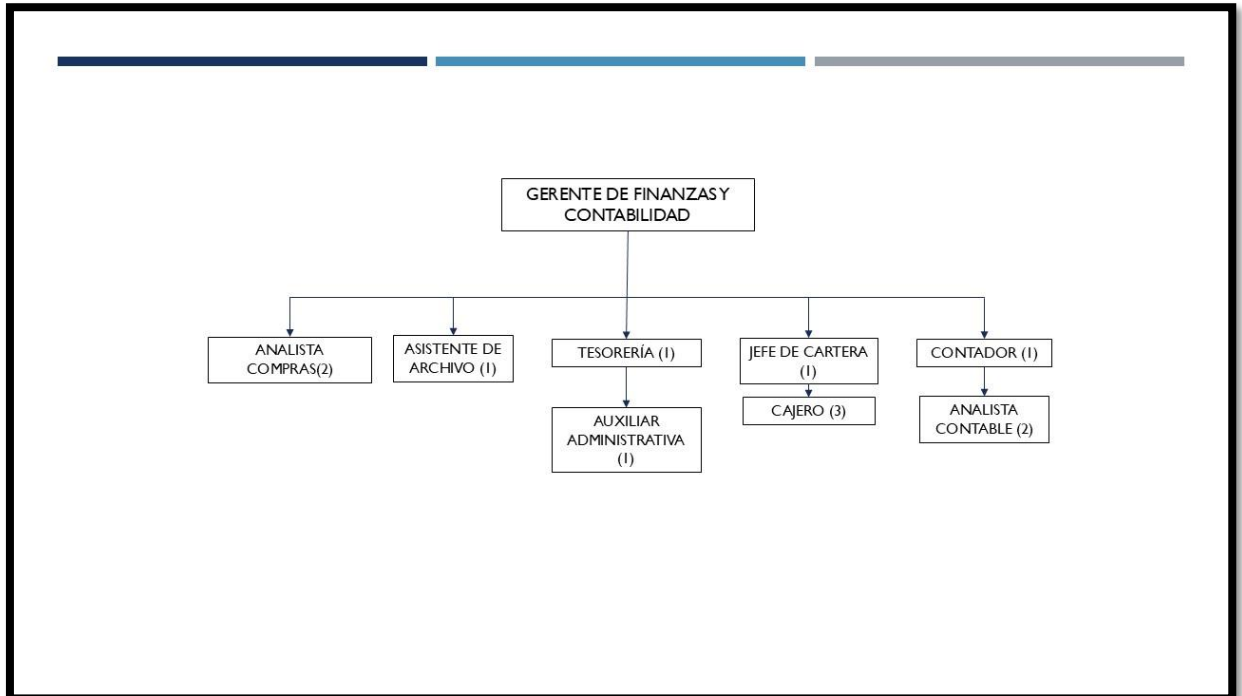 GERENTE DE FINANZAS Y
CONTABILIDAD
ANALISTA
COMPRAS(2)
ASISTENTE DE
ARCHIVO (1)
TESORERÍA (1)
JEFE DE CARTERA
(1)
CONTADOR (1)
AUXILIAR
ADMINISTRATIVA
(1)
CAJERO (3)
ANALISTA
CONTABLE (2)